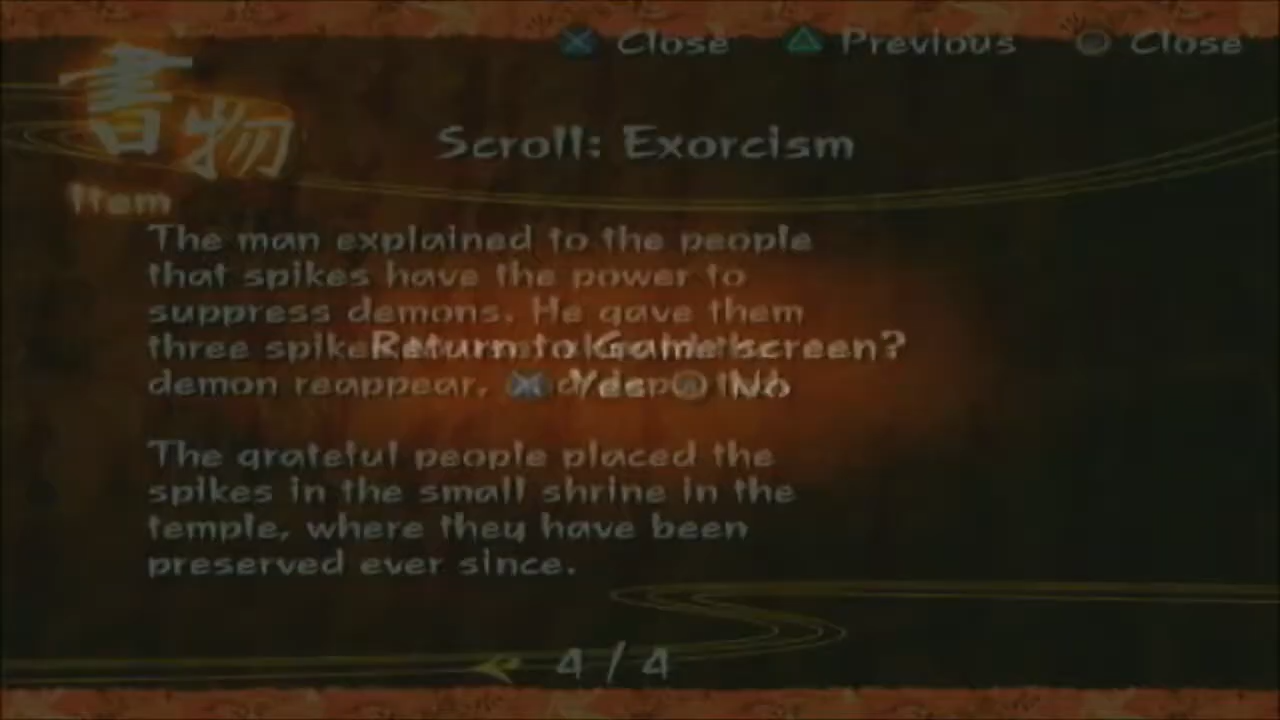 Close Previous Close
書物
Item
Scroll: Exorcism
The man explained to the people
that spikes have the power to
suppress demons. He gave them
three
Return to Game screen?
demon reappear,
Yes No
The grateful people placed the
spikes in the small shrine in the
temple, where they have been
preserved ever since.
4 / 4